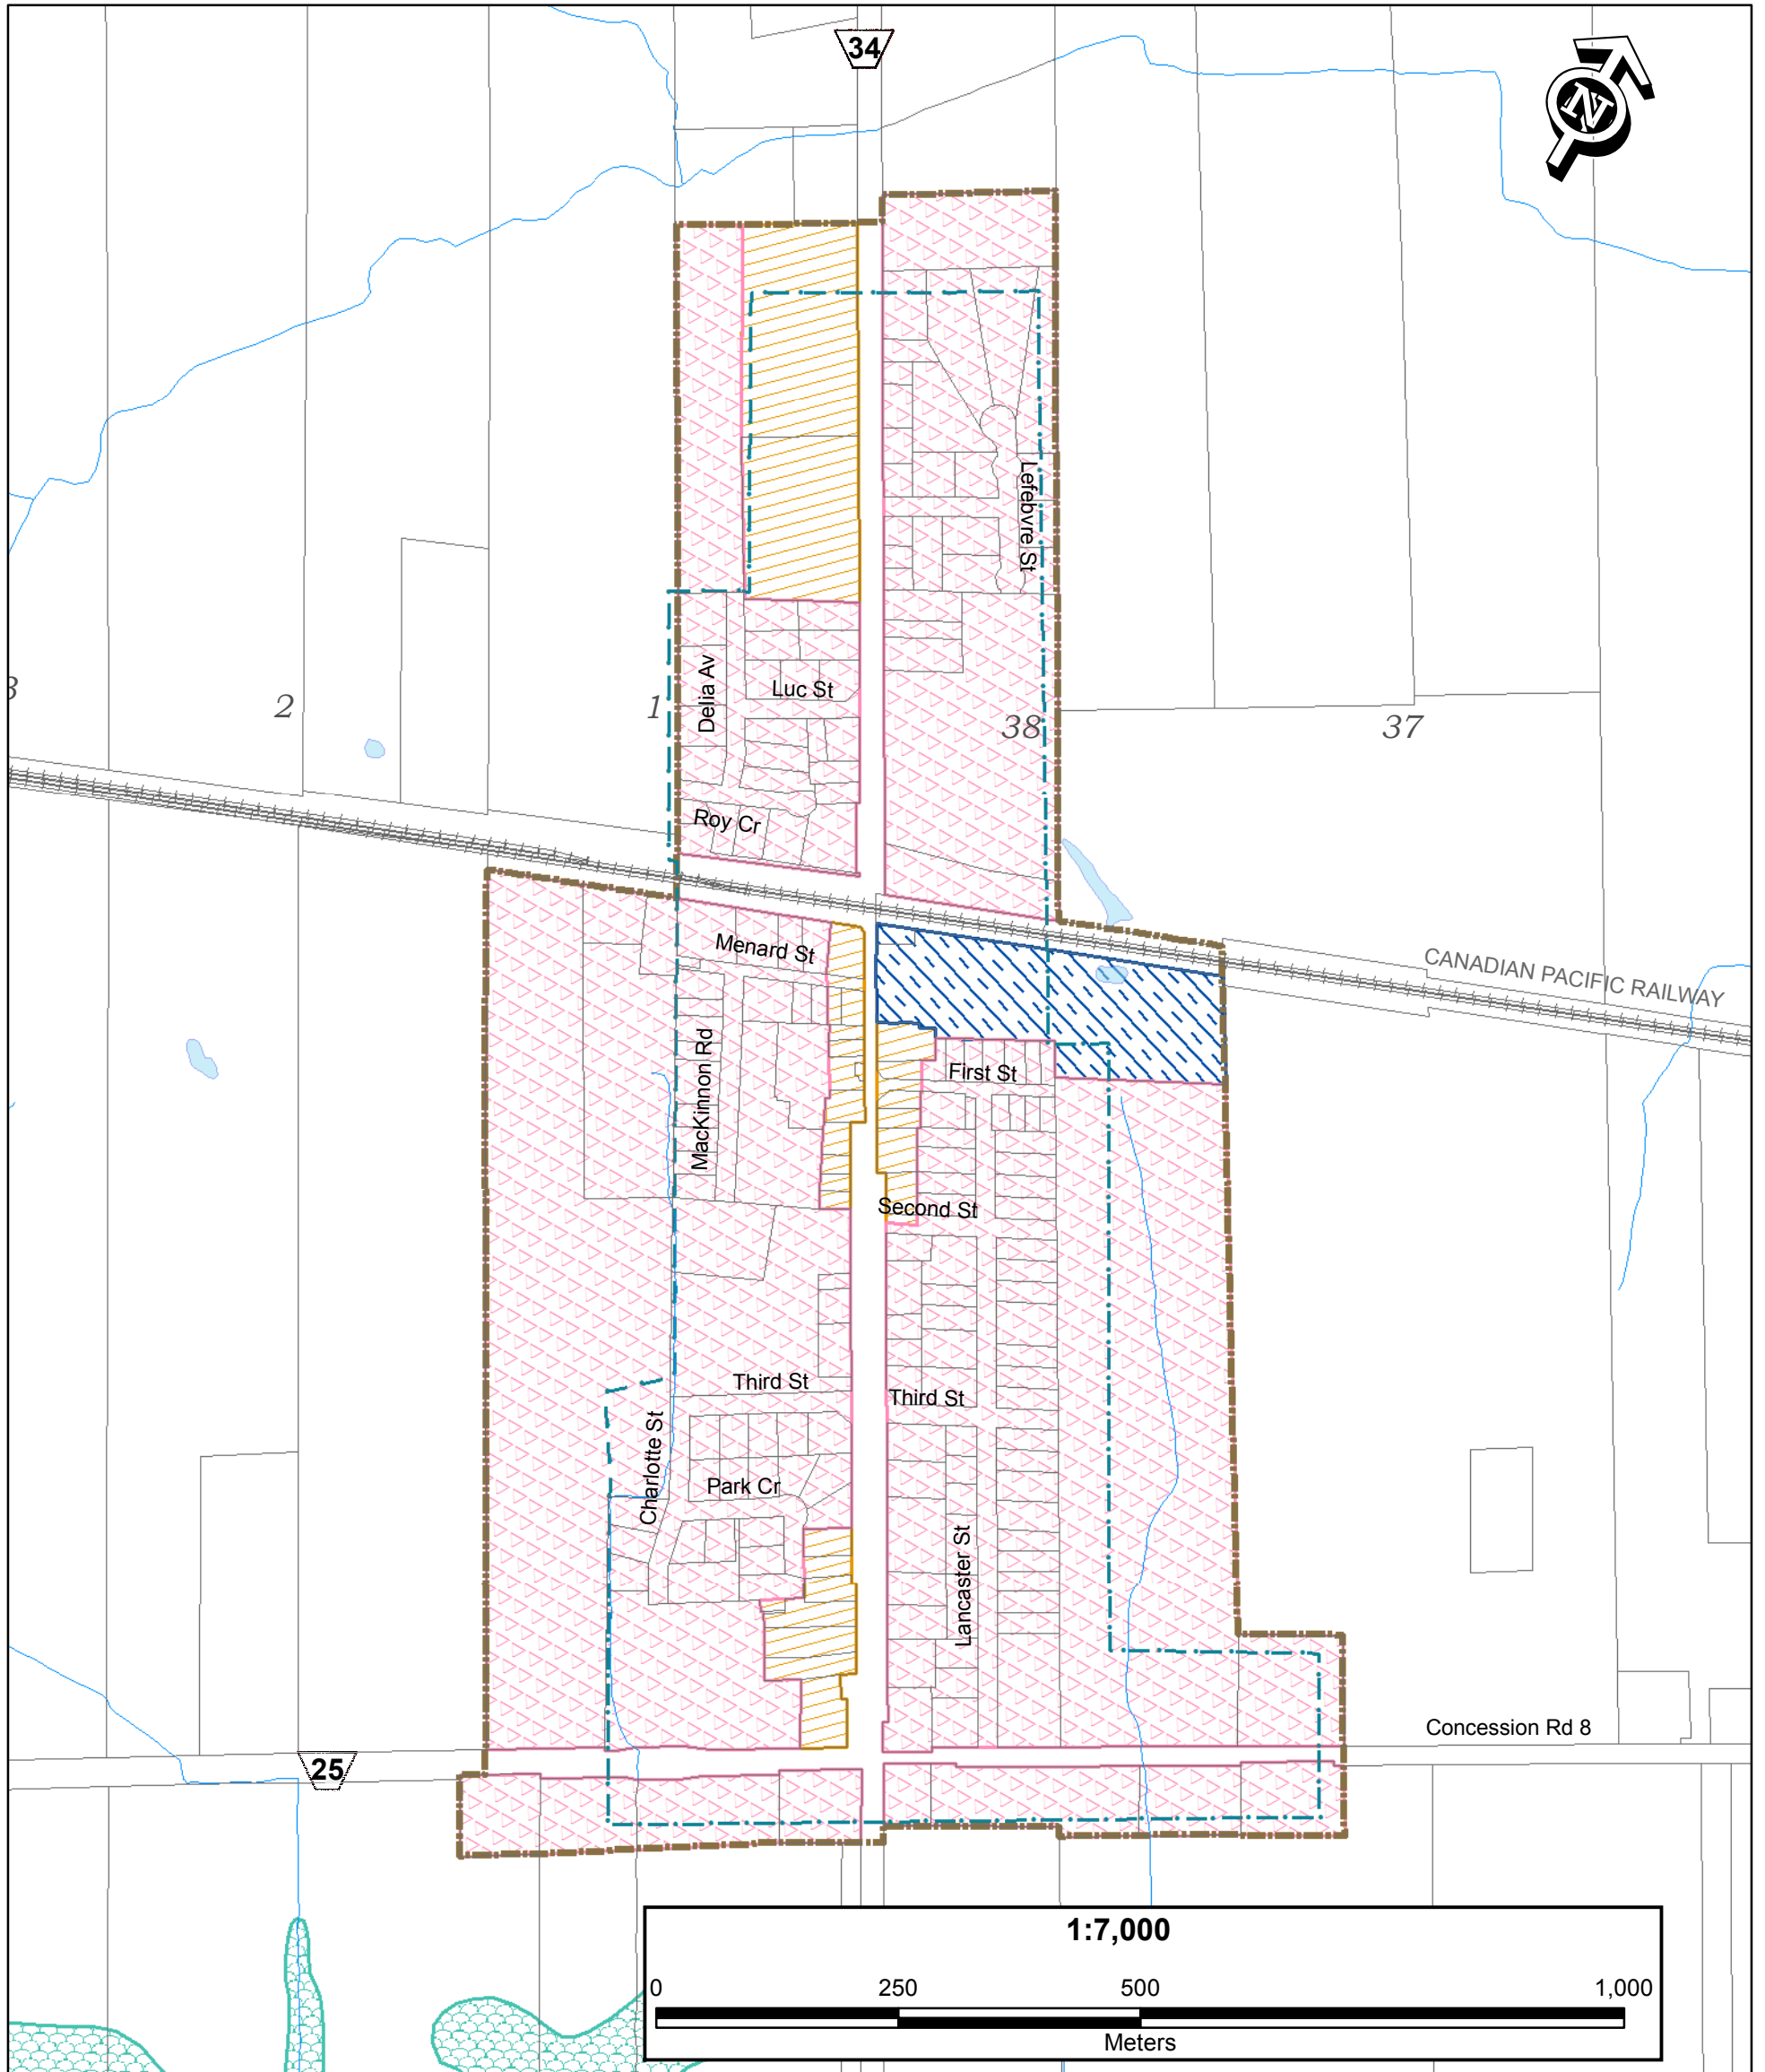 34
N
Lefebvre St
Delia Av
Luc St
3
2
1
38
37
Roy Cr
Menard St
CANADIAN PACIFIC RAILWAY
MacKinnon Rd
First St
Second St
Third St
Third St
Charlotte St
Park Cr
Lancaster St
Concession Rd 8
25
1:7,000
0 250 500 1,000
Meters